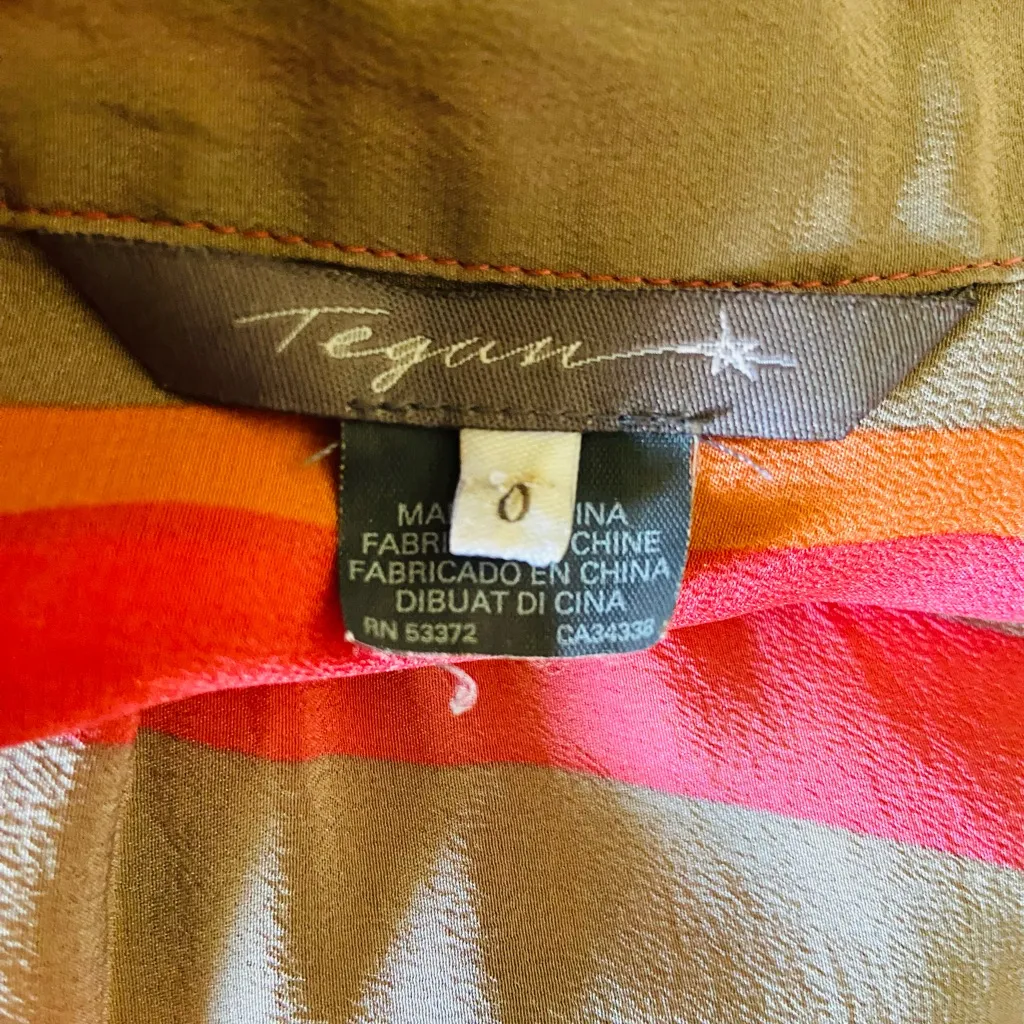 Tegan
0
MA INA
FABRI CHINE
FABRICADO EN CHINA
DIBUAT DI CINA
RN 53372 CA34338